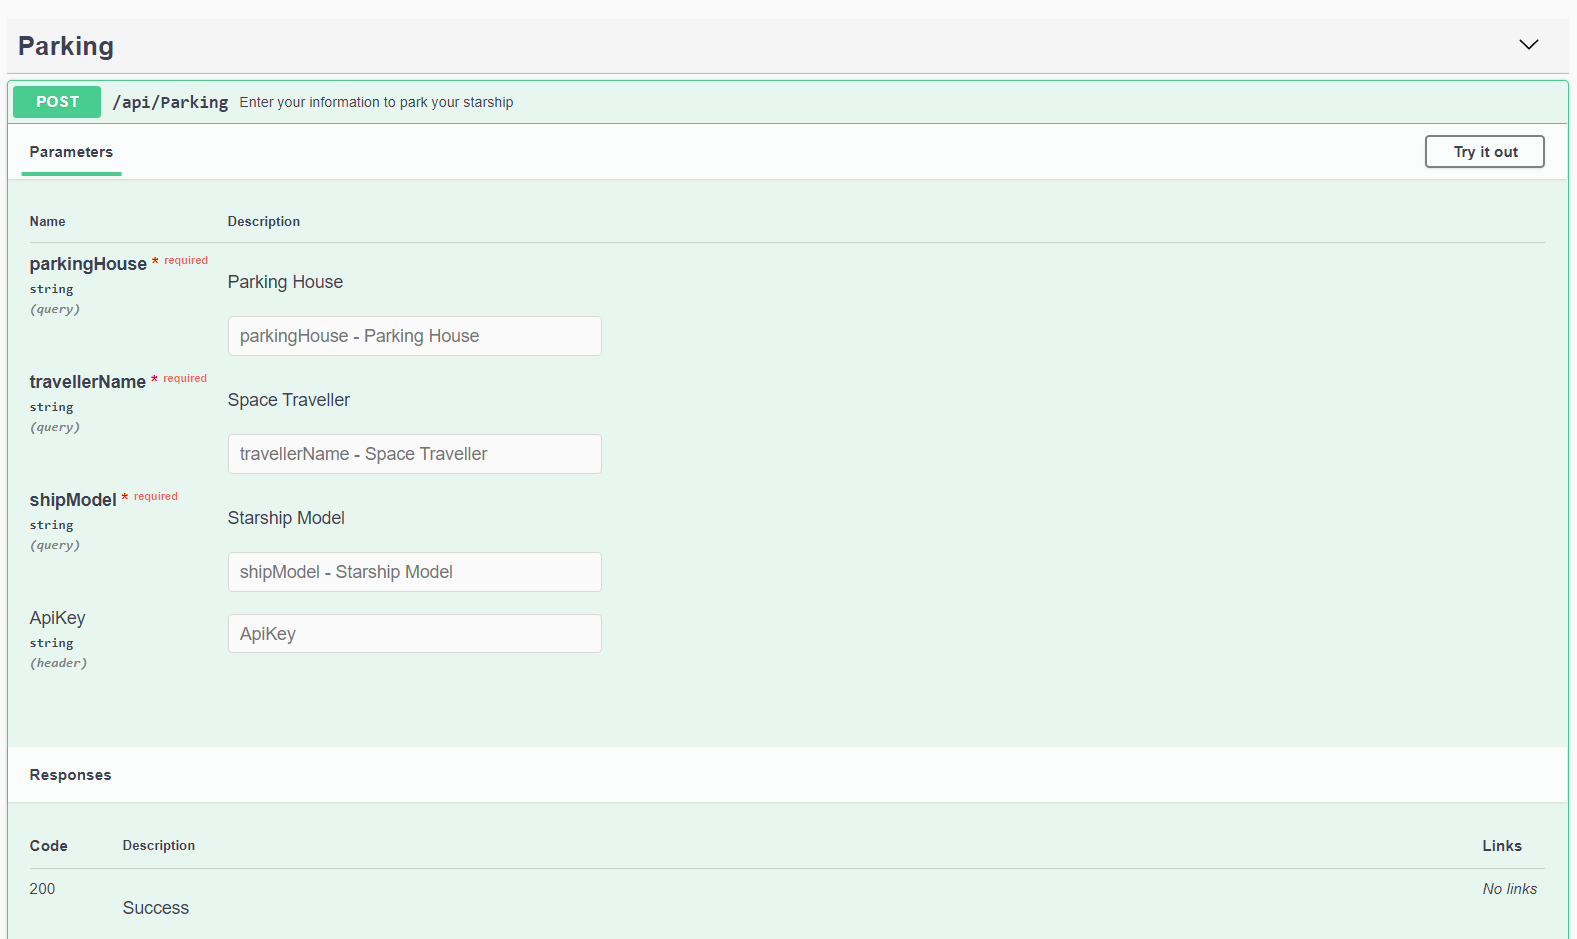 Parking
POST /api/Parking Enter your information to park your starship
Parameters Try it out
Name Description
parkingHouse * required
string
(query)
Parking House
parkingHouse - Parking House
travellerName * required
string
(query)
Space Traveller
travellerName - Space Traveller
shipModel * required
string
(query)
Starship Model
shipModel - Starship Model
ApiKey
string
(header)
ApiKey
Responses
Code Description Links
200 Success No links